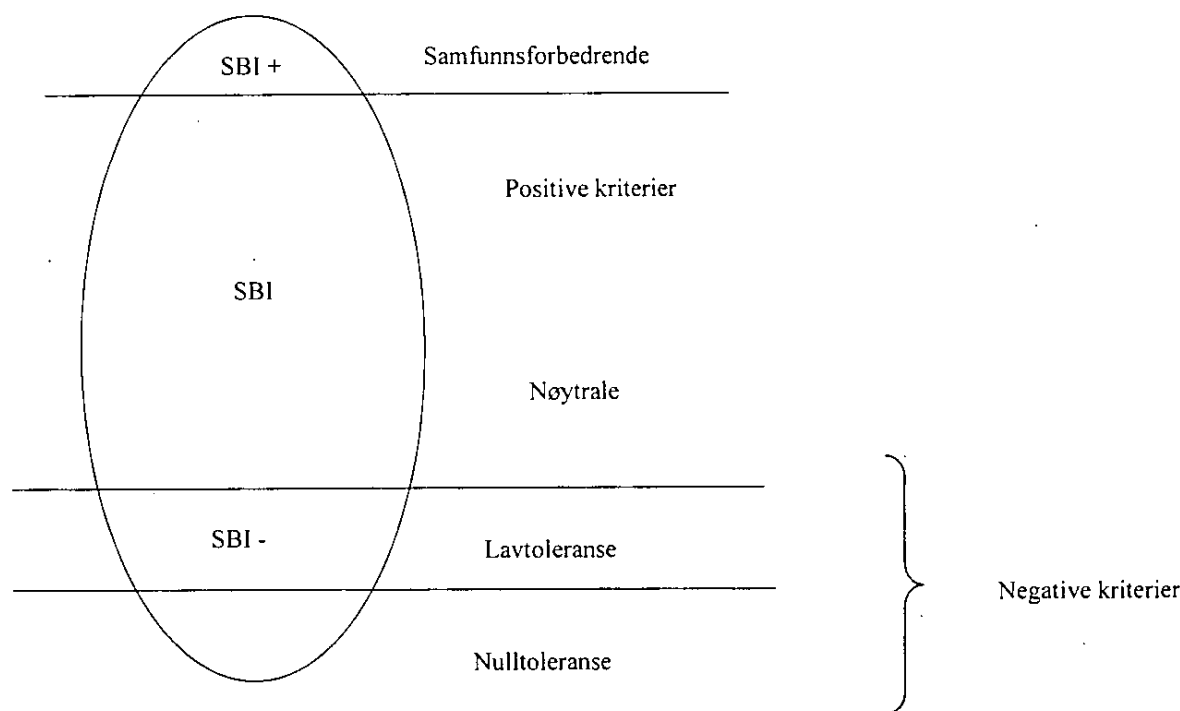 SBI +
Samfunnsforbedrende
Positive kriterier
SBI
Nøytrale
SBI -
Lavtoleranse
Negative kriterier
Nulltoleranse